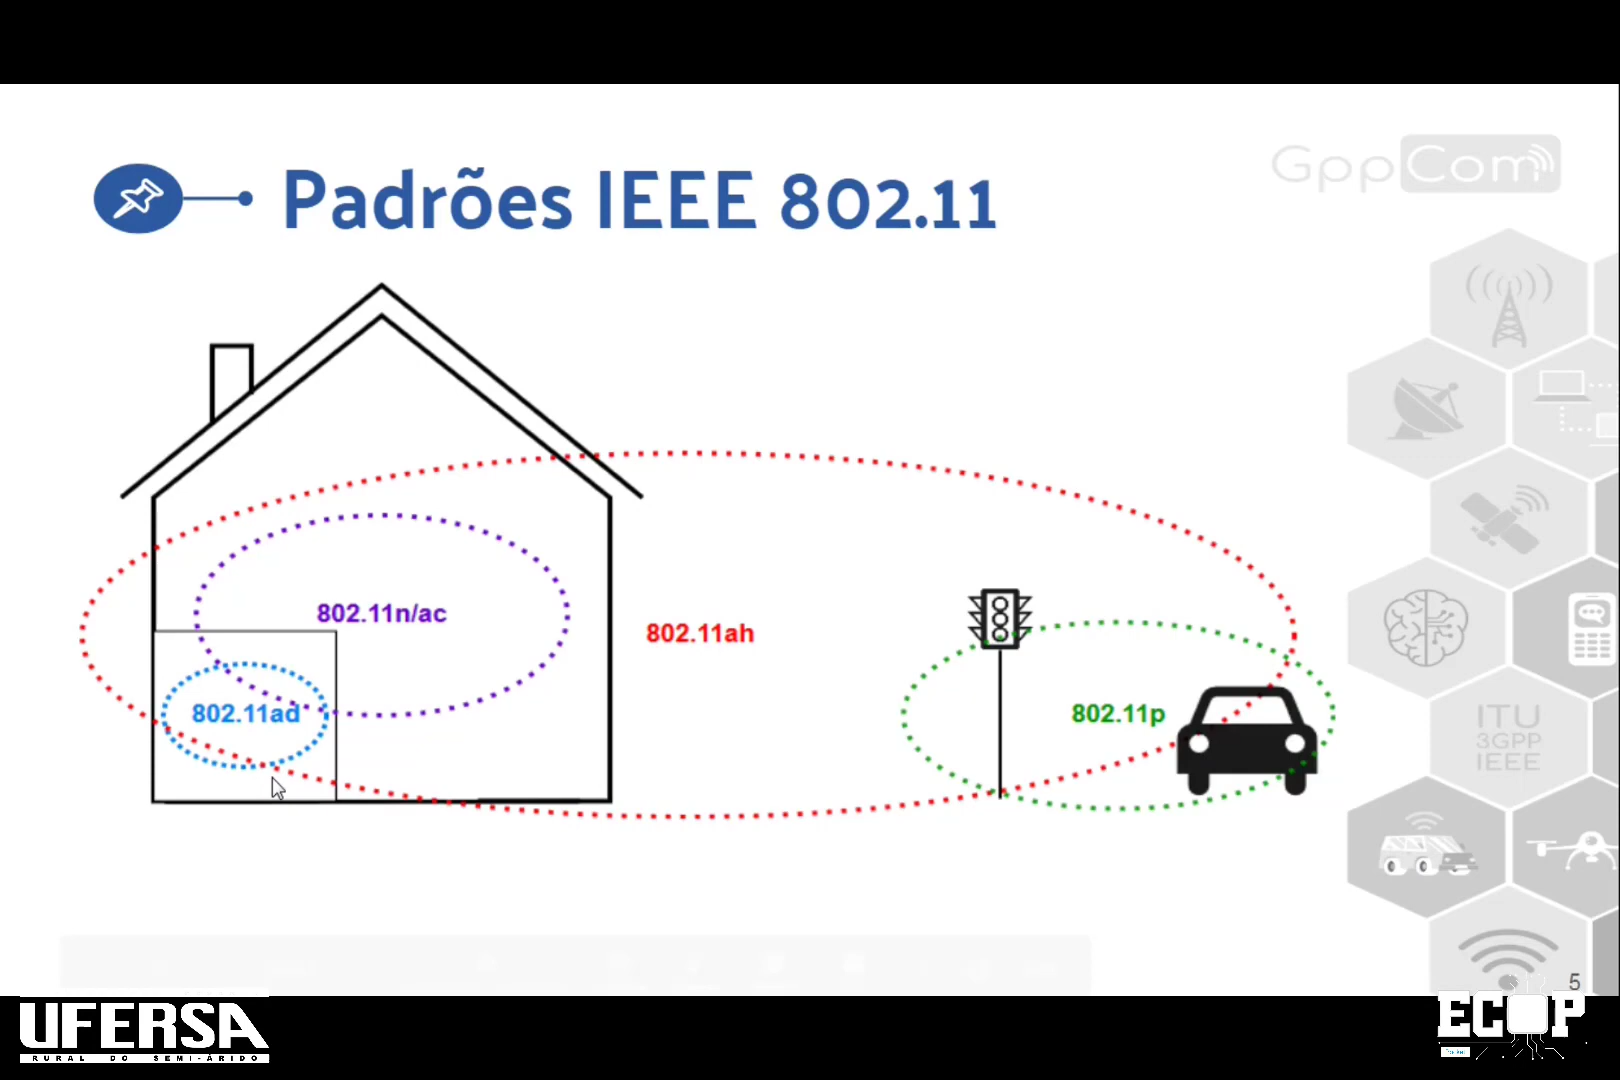 GppCom
Padrões IEEE 802.11
802.11n/ac
802.11ah
802.11ad
802.11p
ITU
3GPP
IEEE
5
UFERSA
RURAL DO SEMI-ÁRIDO
ECOP